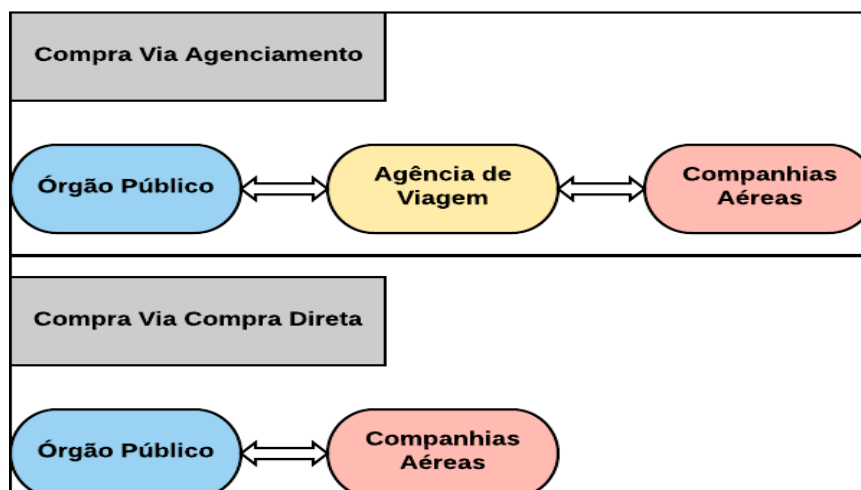 Compra Via Agenciamento
Órgão Público
Agência de
Viagem
Companhias
Aéreas
Compra Via Compra Direta
Órgão Público
Companhias
Aéreas